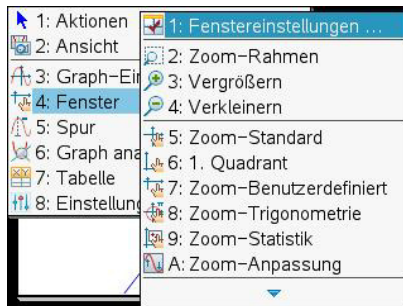 1: Aktionen
2: Ansicht
3: Graph-Ei
4: Fenster
5: Spur
6: Graph ana
7: Tabelle
8: Einstellun
1: Fenstereinstellungen ...
2: Zoom-Rahmen
3: Vergrößern
4: Verkleinern
5: Zoom-Standard
6: 1. Quadrant
7: Zoom-Benutzerdefiniert
8: Zoom-Trigonometrie
9: Zoom-Statistik
A: Zoom-Anpassung